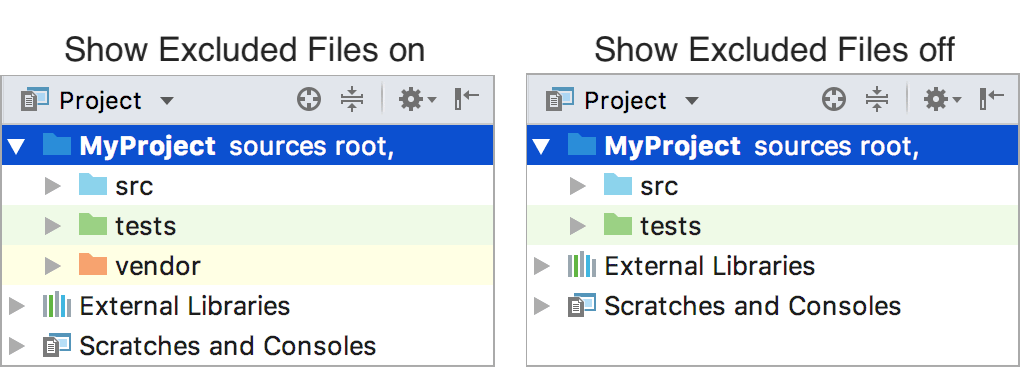 Show Excluded Files on
Project
MyProject sources root,
src
tests
vendor
External Libraries
Scratches and Consoles
Show Excluded Files off
Project
MyProject sources root,
src
tests
External Libraries
Scratches and Consoles